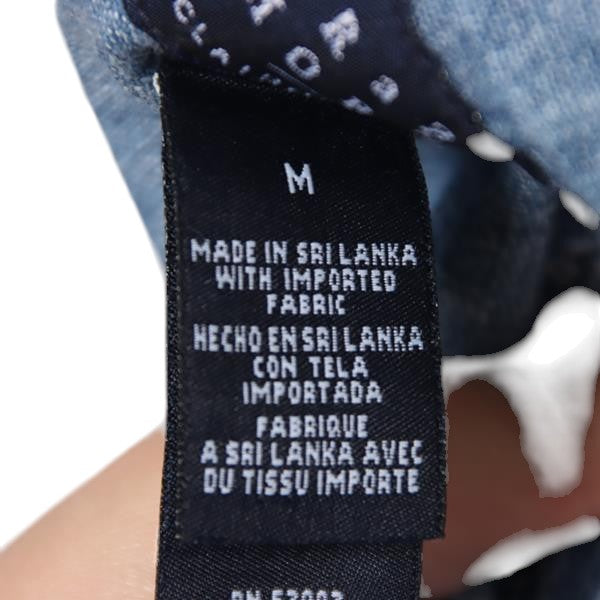 M
MADE IN SRI LANKA
WITH IMPORTED
FABRIC
HECHO EN SRI LANKA
CON TELA
IMPORTADA
FABRIQUE
A SRI LANKA AVEC
DU TISSU IMPORTE